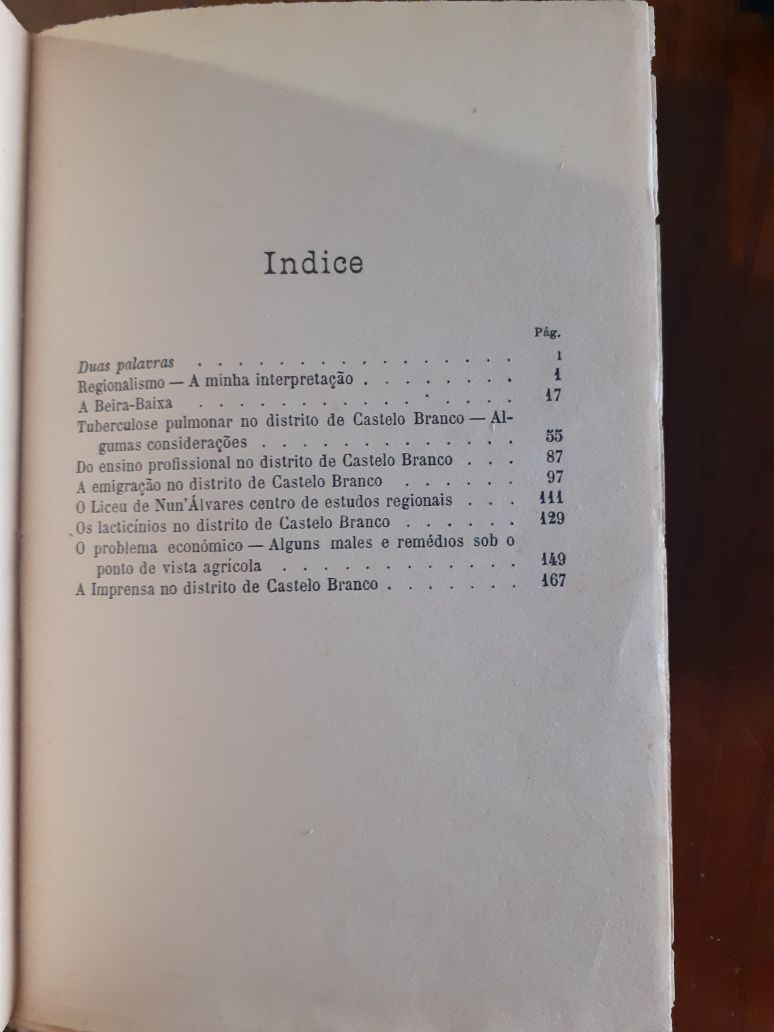 Indice
Pág.
Duas palavras . . . . . . . . . . . . . . . . 1
Regionalismo — A minha interpretação . . . . . . . . 1
A Beira-Baixa . . . . . . . . . . . . . . . . 17
Tuberculose pulmonar no distrito de Castelo Branco — Al-
gumas considerações . . . . . . . . . . . . . 55
Do ensino profissional no distrito de Castelo Branco . . . 87
A emigração no distrito de Castelo Branco . . . . . . 97
O Liceu de Nun'Álvares centro de estudos regionais . . . 111
Os lacticínios no distrito de Castelo Branco . . . . . . 129
O problema económico — Alguns males e remédios sob o
ponto de vista agrícola . . . . . . . . . . . . 149
A Imprensa no distrito de Castelo Branco . . . . . . . 167